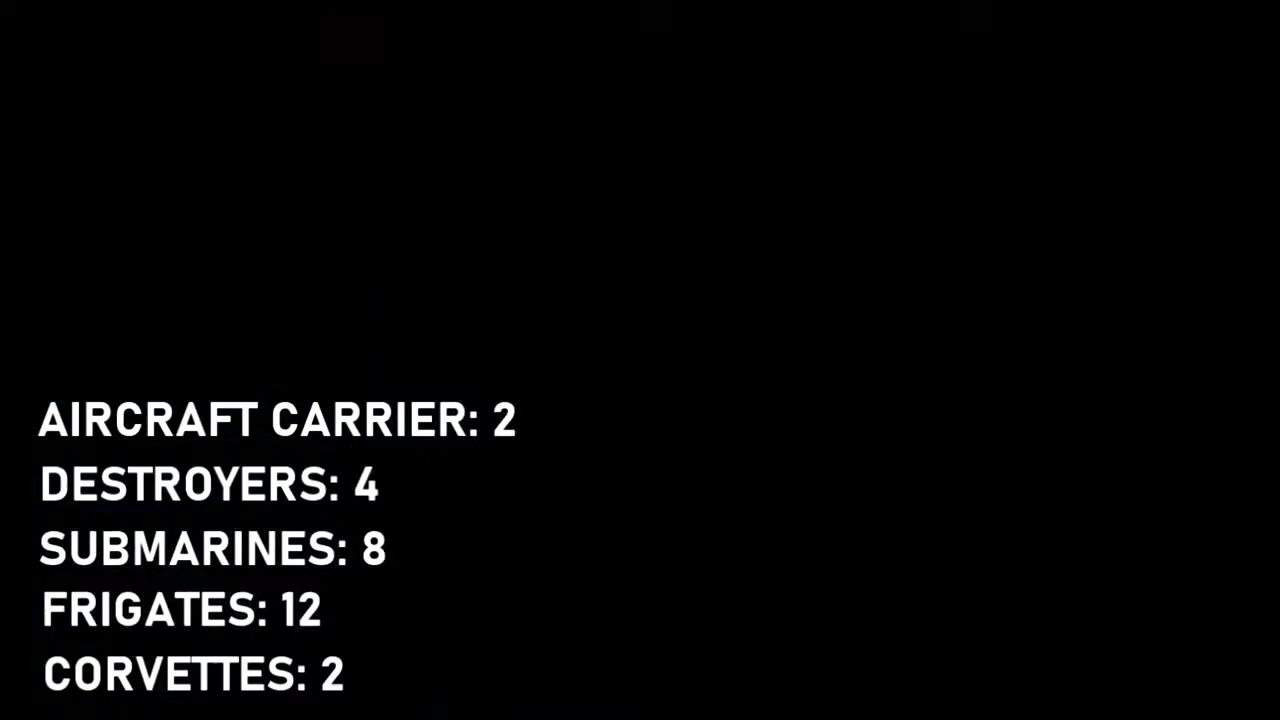 AIRCRAFT CARRIER: 2
DESTROYERS: 4
SUBMARINES: 8
FRIGATES: 12
CORVETTES: 2